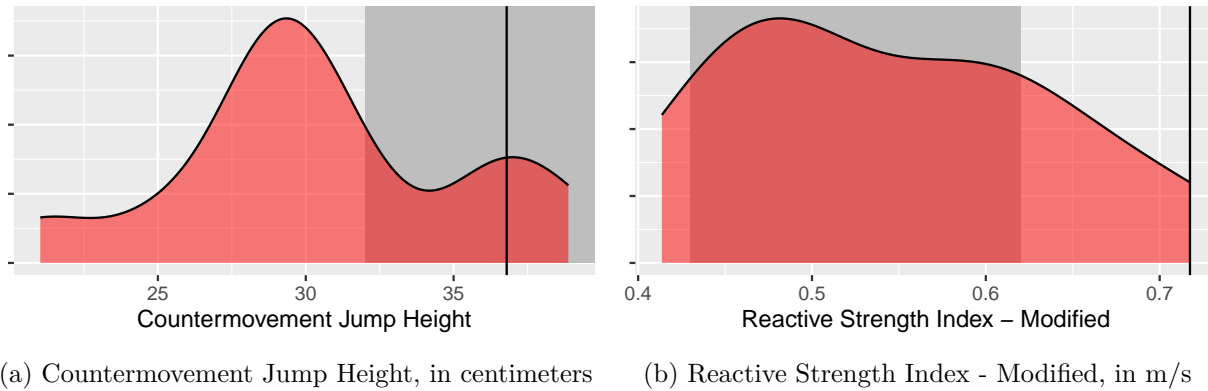 25 30 35
Countermovement Jump Height
0.4 0.5 0.6 0.7
Reactive Strength Index – Modified
(a) Countermovement Jump Height, in centimeters
(b) Reactive Strength Index - Modified, in m/s